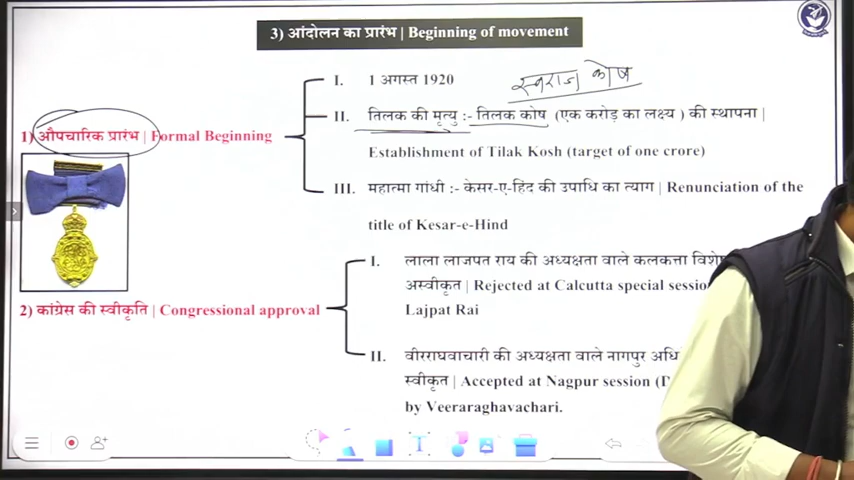 3) आंदोलन का प्रारंभ | Beginning of movement
I. 1 अगस्त 1920
स्वराज कोष
II. तिलक की मृत्यु :- तिलक कोष (एक करोड़ का लक्ष्य ) की स्थापना |
Establishment of Tilak Kosh (target of one crore)
1) औपचारिक प्रारंभ | Formal Beginning
III. महात्मा गांधी :- केसर-ए-हिंद की उपाधि का त्याग | Renunciation of the
title of Kesar-e-Hind
I. लाला लाजपत राय की अध्यक्षता वाले कलकत्ता विशे
अस्वीकृत | Rejected at Calcutta special sessio
Lajpat Rai
2) कांग्रेस की स्वीकृति | Congressional approval
II. वीरराघवाचारी की अध्यक्षता वाले नागपुर अधि
स्वीकृत | Accepted at Nagpur session (D
by Veeraraghavachari.